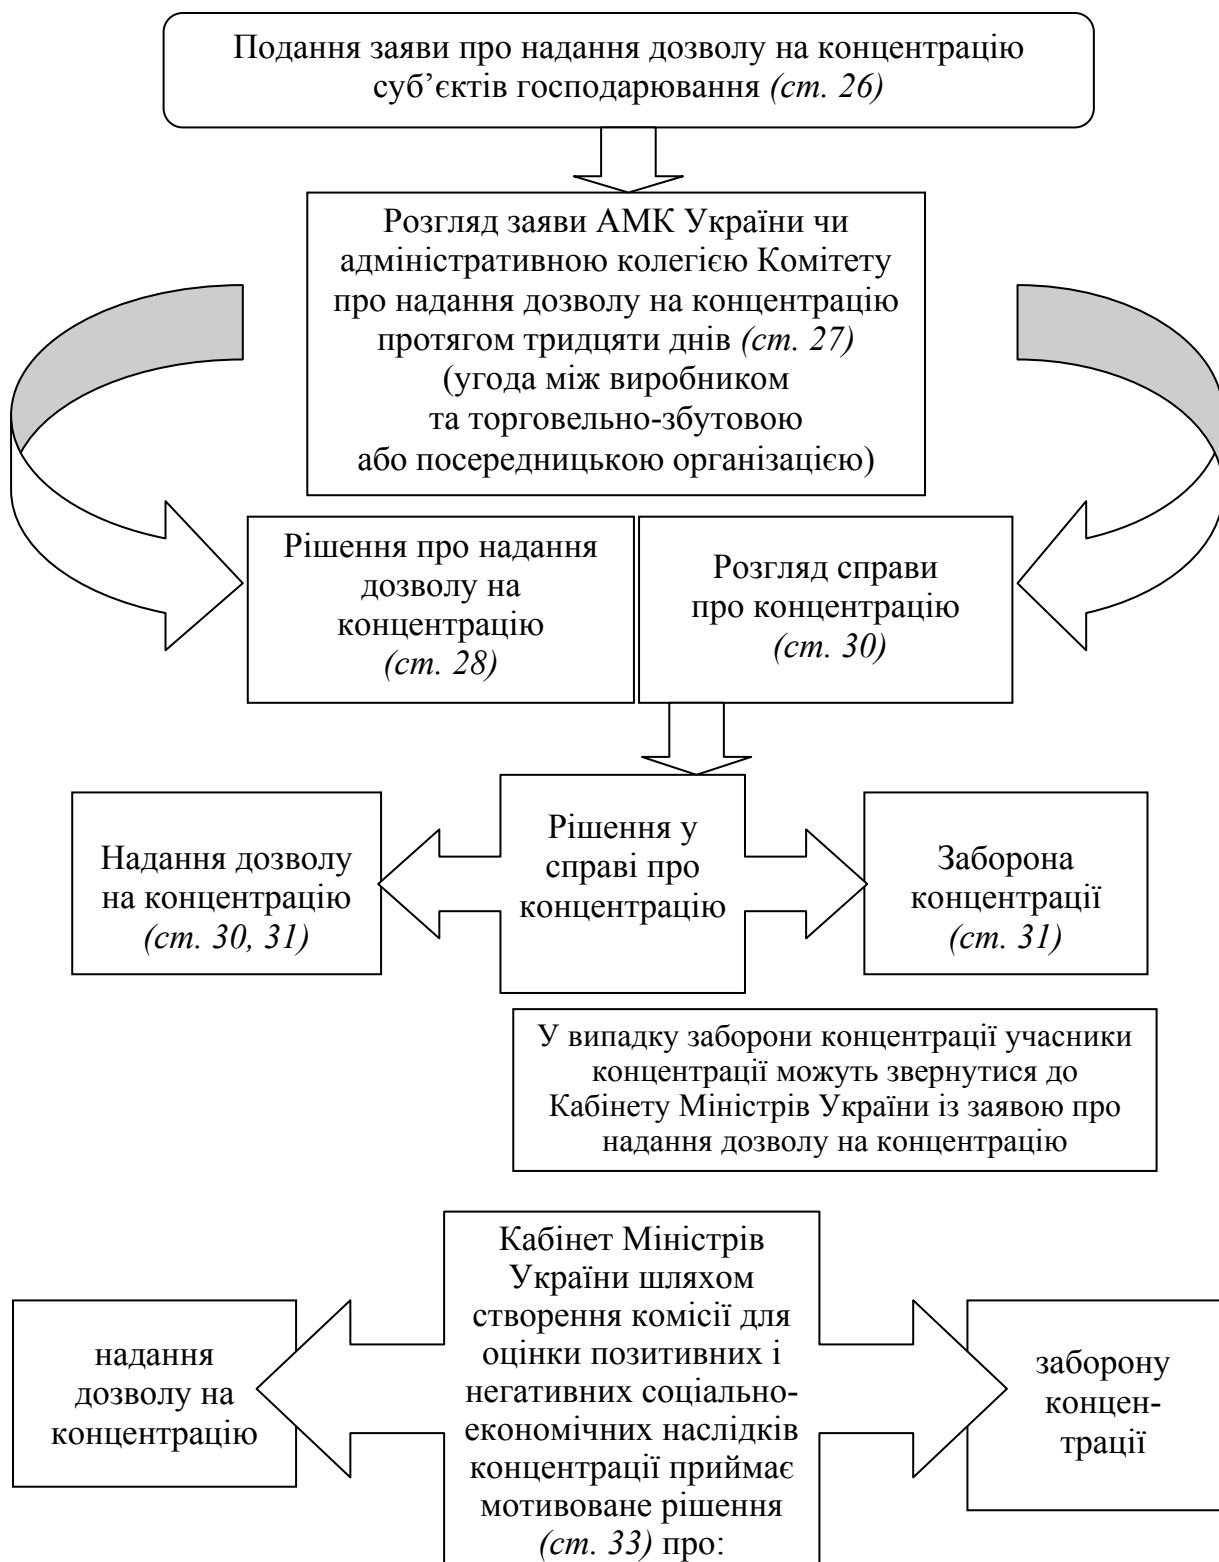 Подання заяви про надання дозволу на концентрацію
суб’єктів господарювання (ст. 26)
Розгляд заяви АМК України чи
адміністративною колегією Комітету
про надання дозволу на концентрацію
протягом тридцяти днів (ст. 27)
(угода між виробником
та торговельно-збутовою
або посередницькою організацією)
Рішення про надання
дозволу на
концентрацію
(ст. 28)
Розгляд справи
про концентрацію
(ст. 30)
Надання дозволу
на концентрацію
(ст. 30, 31)
Рішення у
справі про
концентрацію
Заборона
концентрації
(ст. 31)
У випадку заборони концентрації учасники
концентрації можуть звернутися до
Кабінету Міністрів України із заявою про
надання дозволу на концентрацію
надання
дозволу на
концентрацію
Кабінет Міністрів
України шляхом
створення комісії для
оцінки позитивних і
негативних соціально-
економічних наслідків
концентрації приймає
мотивоване рішення
(ст. 33) про:
заборону
концен-
трації